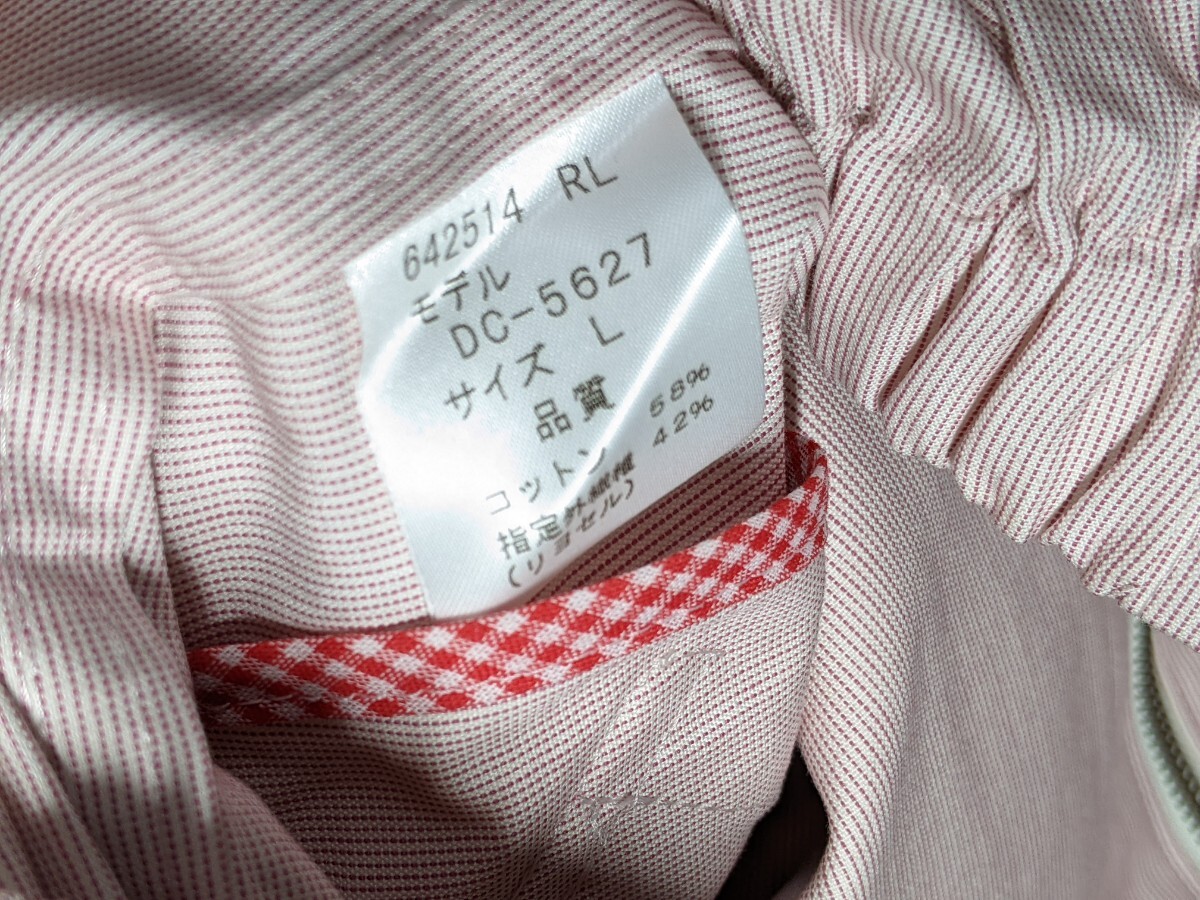 642514 RL
モデル
DC-5627
サイズ L
品質
コットン 58%
指定外繊維 42%
(リヨセル)